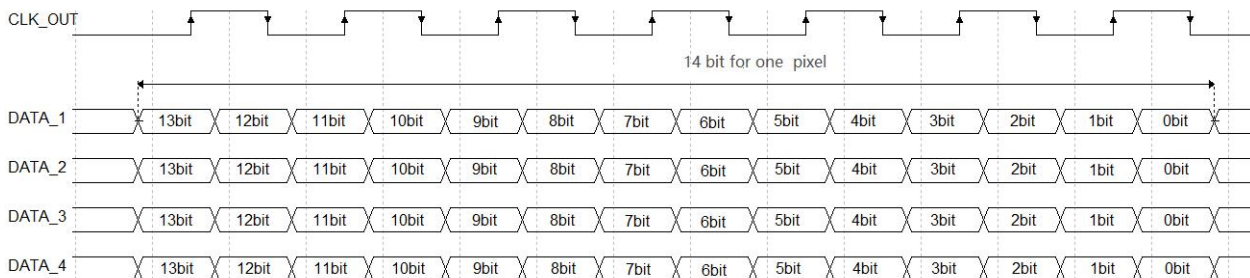 CLK_OUT
14 bit for one pixel
DATA_1 13bit 12bit 11bit 10bit 9bit 8bit 7bit 6bit 5bit 4bit 3bit 2bit 1bit 0bit
DATA_2 13bit 12bit 11bit 10bit 9bit 8bit 7bit 6bit 5bit 4bit 3bit 2bit 1bit 0bit
DATA_3 13bit 12bit 11bit 10bit 9bit 8bit 7bit 6bit 5bit 4bit 3bit 2bit 1bit 0bit
DATA_4 13bit 12bit 11bit 10bit 9bit 8bit 7bit 6bit 5bit 4bit 3bit 2bit 1bit 0bit